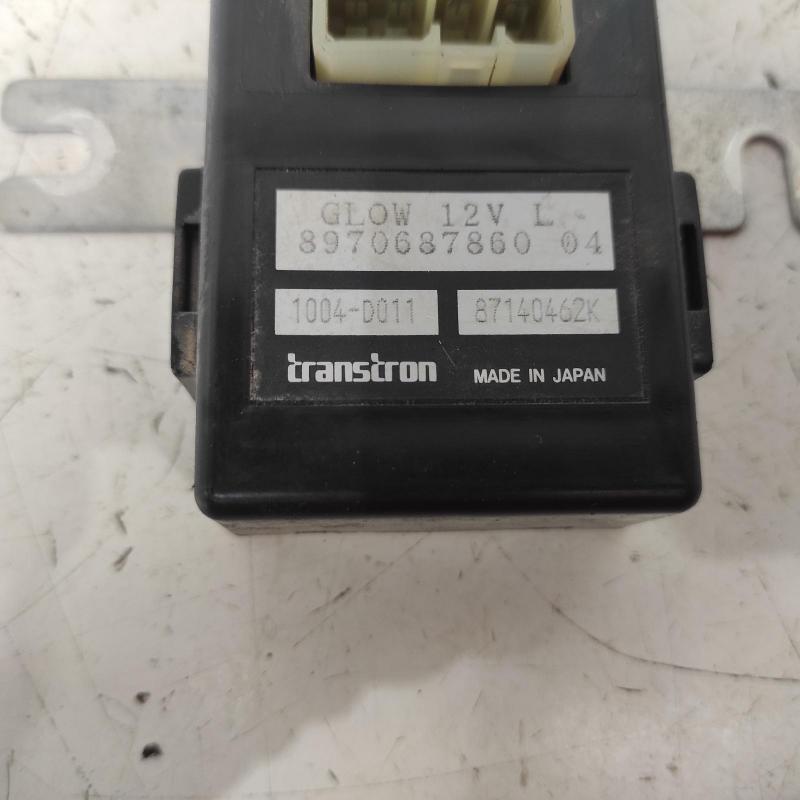 GLOW 12V L
8970687860 04
1004-D011 87140462K
transtron MADE IN JAPAN